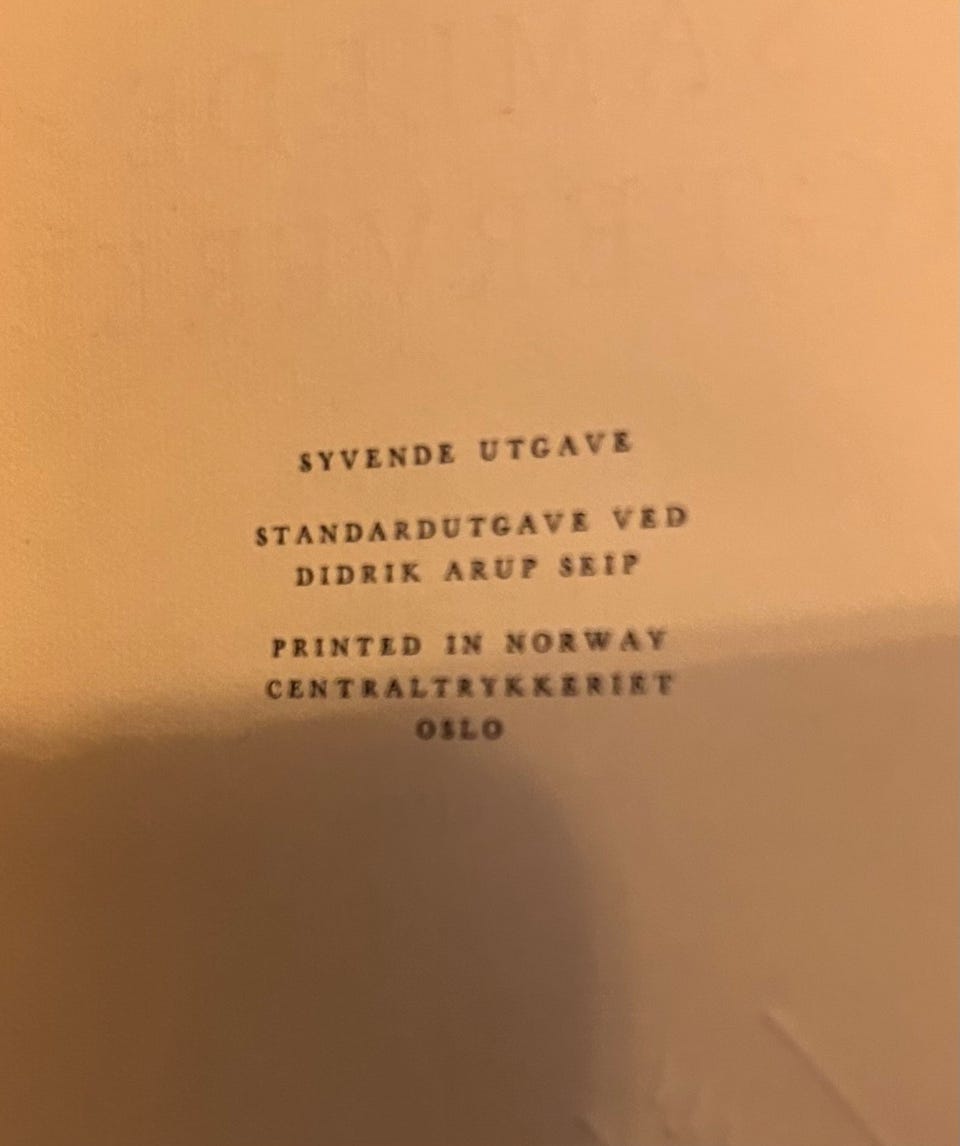 SYVENDE UTGAVE
STANDARDUTGAVE VED
DIDRIK ARUP SEIP
PRINTED IN NORWAY
CENTRALTRYKKERIET
OSLO